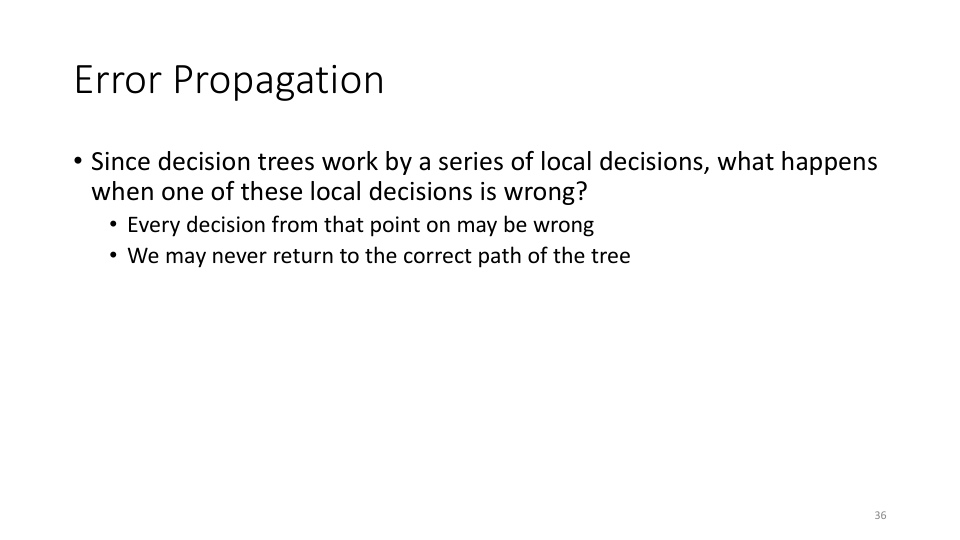 Error Propagation
• Since decision trees work by a series of local decisions, what happens
when one of these local decisions is wrong?
• Every decision from that point on may be wrong
• We may never return to the correct path of the tree
36